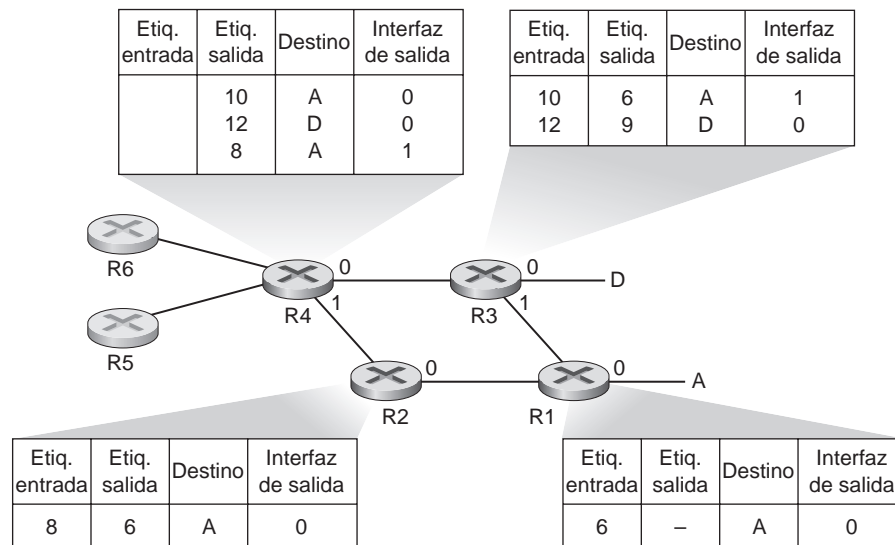 Etiq. entrada Etiq. salida Destino Interfaz de salida
10 A 0
12 D 0
8 A 1
Etiq. entrada Etiq. salida Destino Interfaz de salida
10 6 A 1
12 9 D 0
R6
R5
R4
0
1
R3
0
1
D
R2
0
R1
0
A
Etiq. entrada Etiq. salida Destino Interfaz de salida
8 6 A 0
Etiq. entrada Etiq. salida Destino Interfaz de salida
6 – A 0